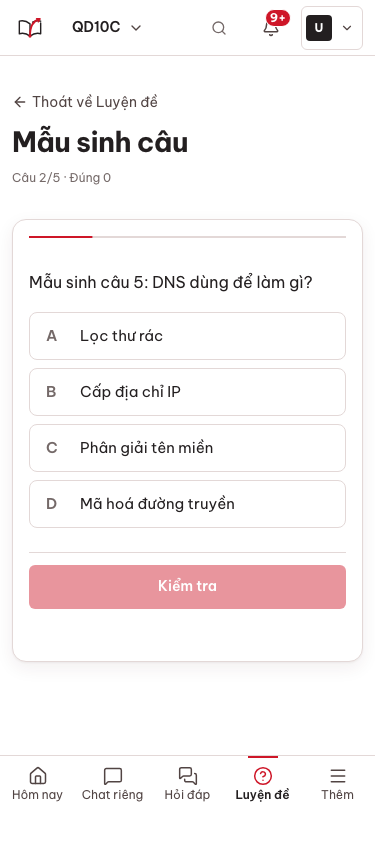 QD10C
9+
U
Thoát về Luyện đề
Mẫu sinh câu
Câu 2/5 · Đúng 0
Mẫu sinh câu 5: DNS dùng để làm gì?
A Lọc thư rác
B Cấp địa chỉ IP
C Phân giải tên miền
D Mã hoá đường truyền
Kiểm tra
Hôm nay Chat riêng Hỏi đáp Luyện đề Thêm